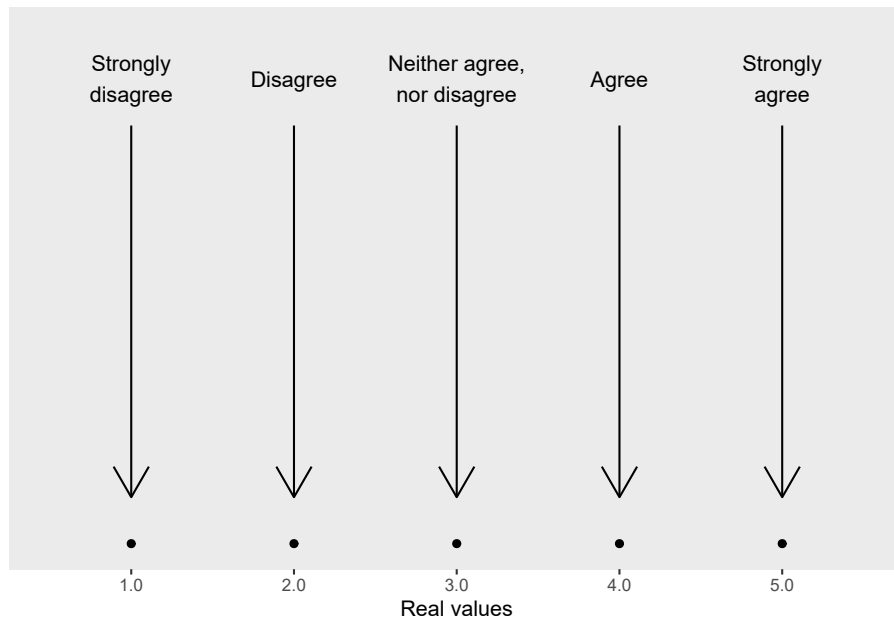 Strongly
disagree
Disagree
Neither agree,
nor disagree
Agree
Strongly
agree
1.0
2.0
3.0
4.0
5.0
Real values